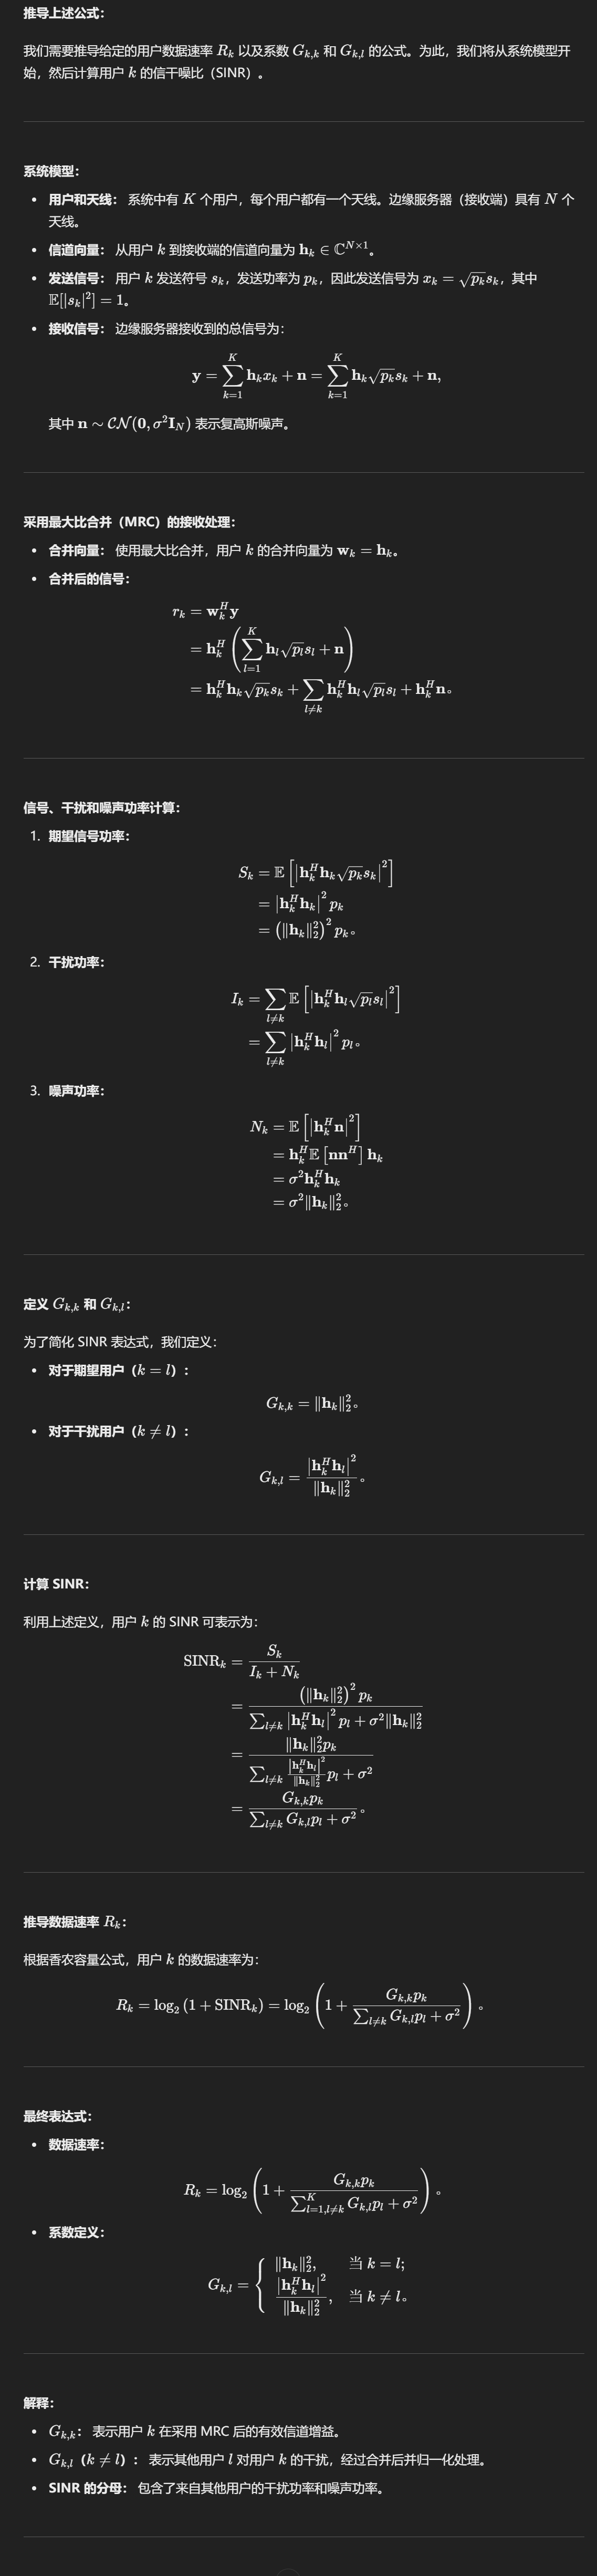 推导上述公式：
我们需要推导给定的用户数据速率 $R_k$ 以及系数 $G_{k,k}$ 和 $G_{k,l}$ 的公式。为此，我们将从系统模型开
始，然后计算用户 $k$ 的信干噪比（SINR）。
系统模型：
• 用户和天线： 系统中有 $K$ 个用户，每个用户都有一个天线。边缘服务器（接收端）具有 $N$ 个
天线。
• 信道向量： 从用户 $k$ 到接收端的信道向量为 $\mathbf{h}_k \in \mathbb{C}^{N \times 1}$。
• 发送信号： 用户 $k$ 发送符号 $s_k$，发送功率为 $p_k$，因此发送信号为 $x_k = \sqrt{p_k} s_k$，其中
$\mathbb{E}[|s_k|^2] = 1$。
• 接收信号： 边缘服务器接收到的总信号为：
$\mathbf{y} = \sum_{k=1}^{K} \mathbf{h}_k x_k + \mathbf{n} = \sum_{k=1}^{K} \mathbf{h}_k \sqrt{p_k} s_k + \mathbf{n},$
其中 $\mathbf{n} \sim \mathcal{CN}(\mathbf{0}, \sigma^2 \mathbf{I}_N)$ 表示复高斯噪声。
采用最大比合并（MRC）的接收处理：
• 合并向量： 使用最大比合并，用户 $k$ 的合并向量为 $\mathbf{w}_k = \mathbf{h}_k$。
• 合并后的信号：
$r_k = \mathbf{w}_k^H \mathbf{y}$
$= \mathbf{h}_k^H \left( \sum_{l=1}^{K} \mathbf{h}_l \sqrt{p_l} s_l + \mathbf{n} \right)$
$= \mathbf{h}_k^H \mathbf{h}_k \sqrt{p_k} s_k + \sum_{l \neq k} \mathbf{h}_k^H \mathbf{h}_l \sqrt{p_l} s_l + \mathbf{h}_k^H \mathbf{n}。$
信号、干扰和噪声功率计算：
1. 期望信号功率：
$S_k = \mathbb{E}\left[ \left| \mathbf{h}_k^H \mathbf{h}_k \sqrt{p_k} s_k \right|^2 \right]$
$= \left| \mathbf{h}_k^H \mathbf{h}_k \right|^2 p_k$
$= \left( \|\mathbf{h}_k\|_2^2 \right)^2 p_k。$
2. 干扰功率：
$I_k = \sum_{l \neq k} \mathbb{E}\left[ \left| \mathbf{h}_k^H \mathbf{h}_l \sqrt{p_l} s_l \right|^2 \right]$
$= \sum_{l \neq k} \left| \mathbf{h}_k^H \mathbf{h}_l \right|^2 p_l。$
3. 噪声功率：
$N_k = \mathbb{E}\left[ \left| \mathbf{h}_k^H \mathbf{n} \right|^2 \right]$
$= \mathbf{h}_k^H \mathbb{E}\left[ \mathbf{n}\mathbf{n}^H \right] \mathbf{h}_k$
$= \sigma^2 \mathbf{h}_k^H \mathbf{h}_k$
$= \sigma^2 \|\mathbf{h}_k\|_2^2。$
定义 $G_{k,k}$ 和 $G_{k,l}$：
为了简化 SINR 表达式，我们定义：
• 对于期望用户（$k = l$）：
$G_{k,k} = \|\mathbf{h}_k\|_2^2。$
• 对于干扰用户（$k \neq l$）：
$G_{k,l} = \frac{\left| \mathbf{h}_k^H \mathbf{h}_l \right|^2}{\|\mathbf{h}_k\|_2^2}。$
计算 SINR：
利用上述定义，用户 $k$ 的 SINR 可表示为：
$\mathrm{SINR}_k = \frac{S_k}{I_k + N_k}$
$= \frac{\left( \|\mathbf{h}_k\|_2^2 \right)^2 p_k}{\sum_{l \neq k} \left| \mathbf{h}_k^H \mathbf{h}_l \right|^2 p_l + \sigma^2 \|\mathbf{h}_k\|_2^2}$
$= \frac{\|\mathbf{h}_k\|_2^2 p_k}{\sum_{l \neq k} \frac{\left| \mathbf{h}_k^H \mathbf{h}_l \right|^2}{\|\mathbf{h}_k\|_2^2} p_l + \sigma^2}$
$= \frac{G_{k,k} p_k}{\sum_{l \neq k} G_{k,l} p_l + \sigma^2}。$
推导数据速率 $R_k$：
根据香农容量公式，用户 $k$ 的数据速率为：
$R_k = \log_2 \left( 1 + \mathrm{SINR}_k \right) = \log_2 \left( 1 + \frac{G_{k,k} p_k}{\sum_{l \neq k} G_{k,l} p_l + \sigma^2} \right)。$
最终表达式：
• 数据速率：
$R_k = \log_2 \left( 1 + \frac{G_{k,k} p_k}{\sum_{l=1, l \neq k}^{K} G_{k,l} p_l + \sigma^2} \right)。$
• 系数定义：
$G_{k,l} = \begin{cases} \|\mathbf{h}_k\|_2^2, & \text{当 } k = l; \\ \frac{\left| \mathbf{h}_k^H \mathbf{h}_l \right|^2}{\|\mathbf{h}_k\|_2^2}, & \text{当 } k \neq l。 \end{cases}$
解释：
• $G_{k,k}$： 表示用户 $k$ 在采用 MRC 后的有效信道增益。
• $G_{k,l}$（$k \neq l$）： 表示其他用户 $l$ 对用户 $k$ 的干扰，经过合并后并归一化处理。
• SINR 的分母： 包含了来自其他用户的干扰功率和噪声功率。